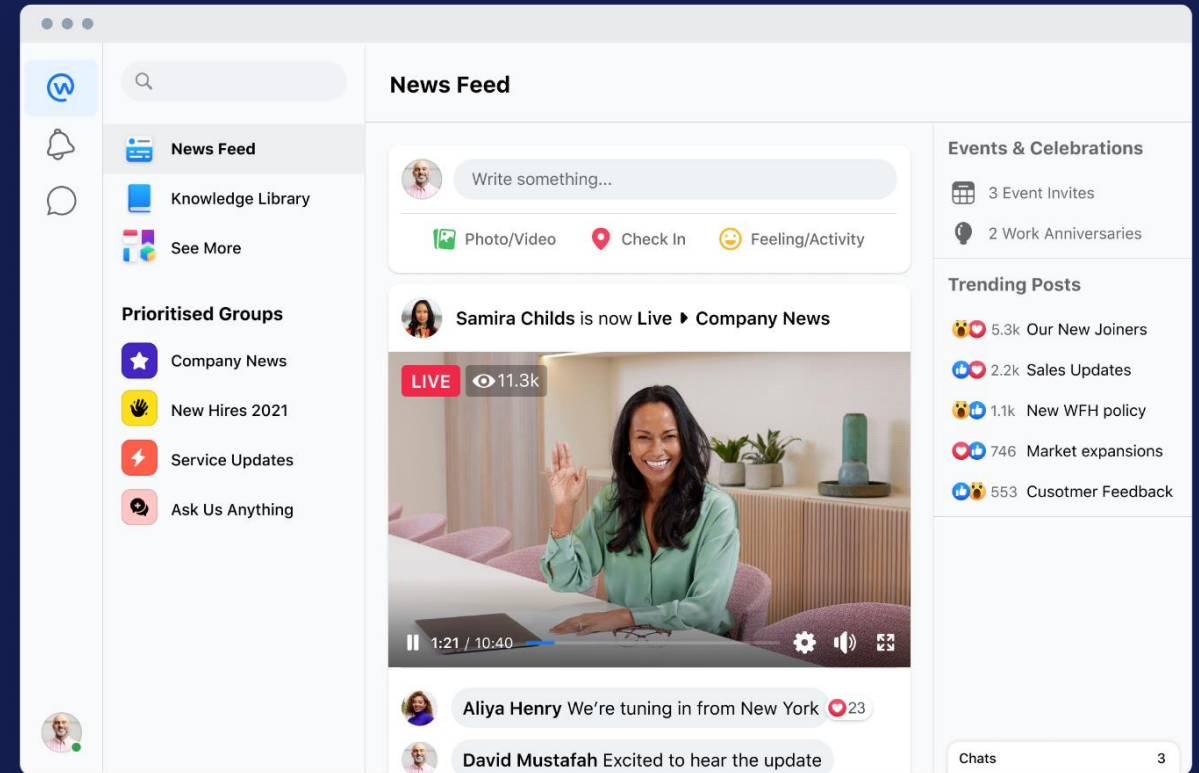 News Feed
News Feed
Knowledge Library
See More
Prioritised Groups
Company News
New Hires 2021
Service Updates
Ask Us Anything
Write something...
Photo/Video
Check In
Feeling/Activity
Samira Childs is now Live Company News
LIVE 11.3k
1:21 / 10:40
Aliya Henry We're tuning in from New York 23
David Mustafah Excited to hear the update
Events & Celebrations
3 Event Invites
2 Work Anniversaries
Trending Posts
5.3k Our New Joiners
2.2k Sales Updates
1.1k New WFH policy
746 Market expansions
553 Cusotmer Feedback
Chats 3